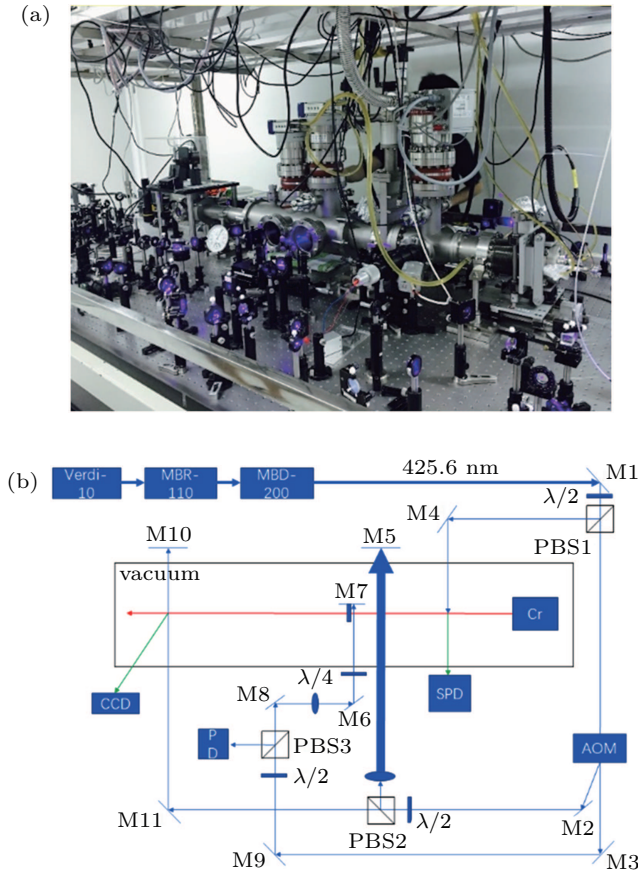 (a)
(b)
Verdi-
10
MBR-
110
MBD-
200
425.6 nm
M1
λ/2
PBS1
M4
M10
M5
vacuum
M7
Cr
λ/4
M8
M6
CCD
SPD
P
D
PBS3
λ/2
AOM
M11
PBS2
λ/2
M2
M9
M3